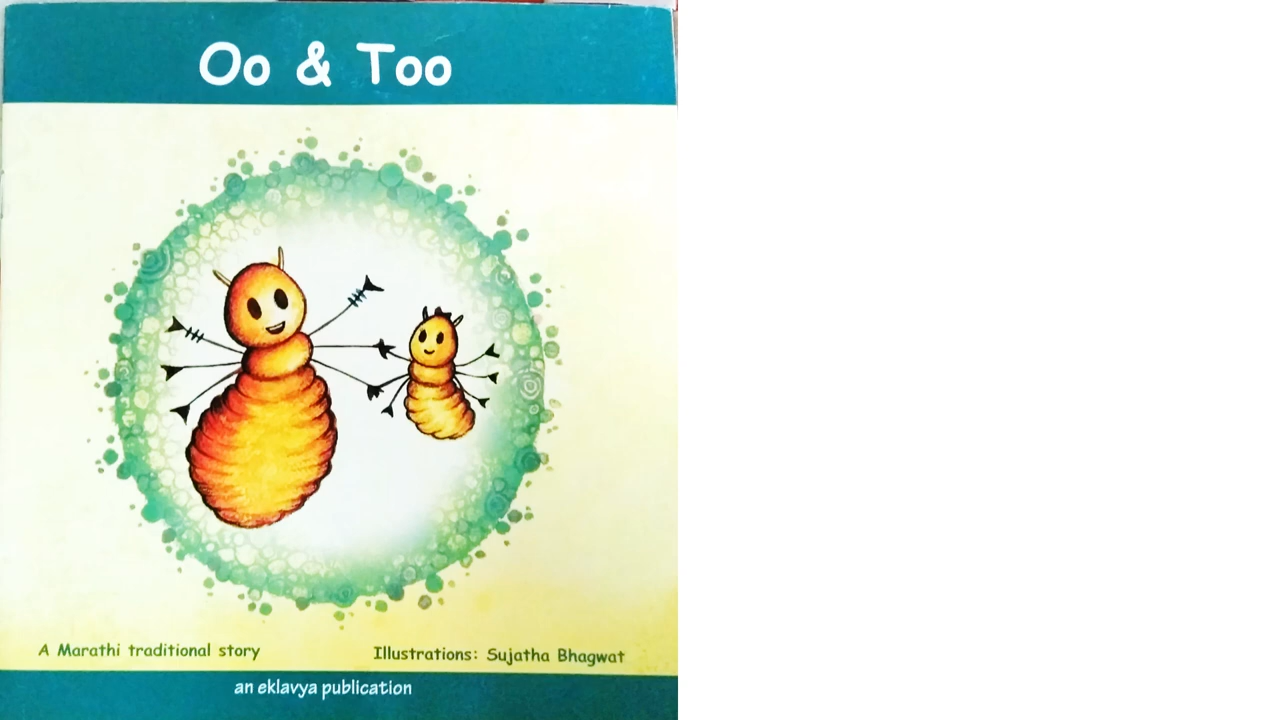 Oo & Too
A Marathi traditional story
Illustrations: Sujatha Bhagwat
an eklavya publication